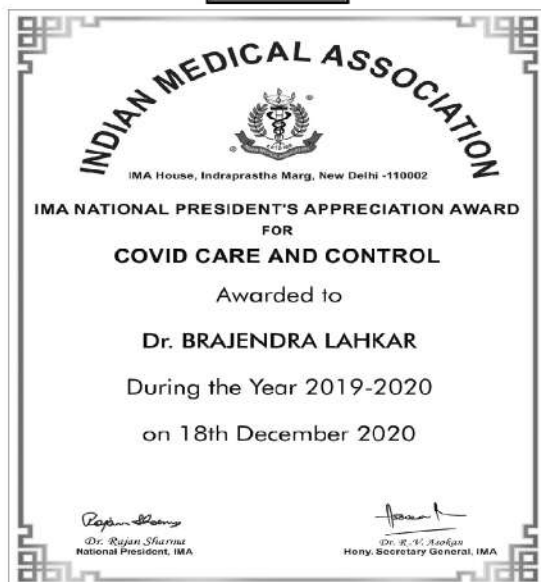 INDIAN MEDICAL ASSOCIATION
IMA House, Indraprastha Marg, New Delhi -110002
IMA NATIONAL PRESIDENT'S APPRECIATION AWARD
FOR
COVID CARE AND CONTROL
Awarded to
Dr. BRAJENDRA LAHKAR
During the Year 2019-2020
on 18th December 2020
Dr. Rajan Sharma
National President, IMA
Dr. R.V. Asokan
Hony. Secretary General, IMA